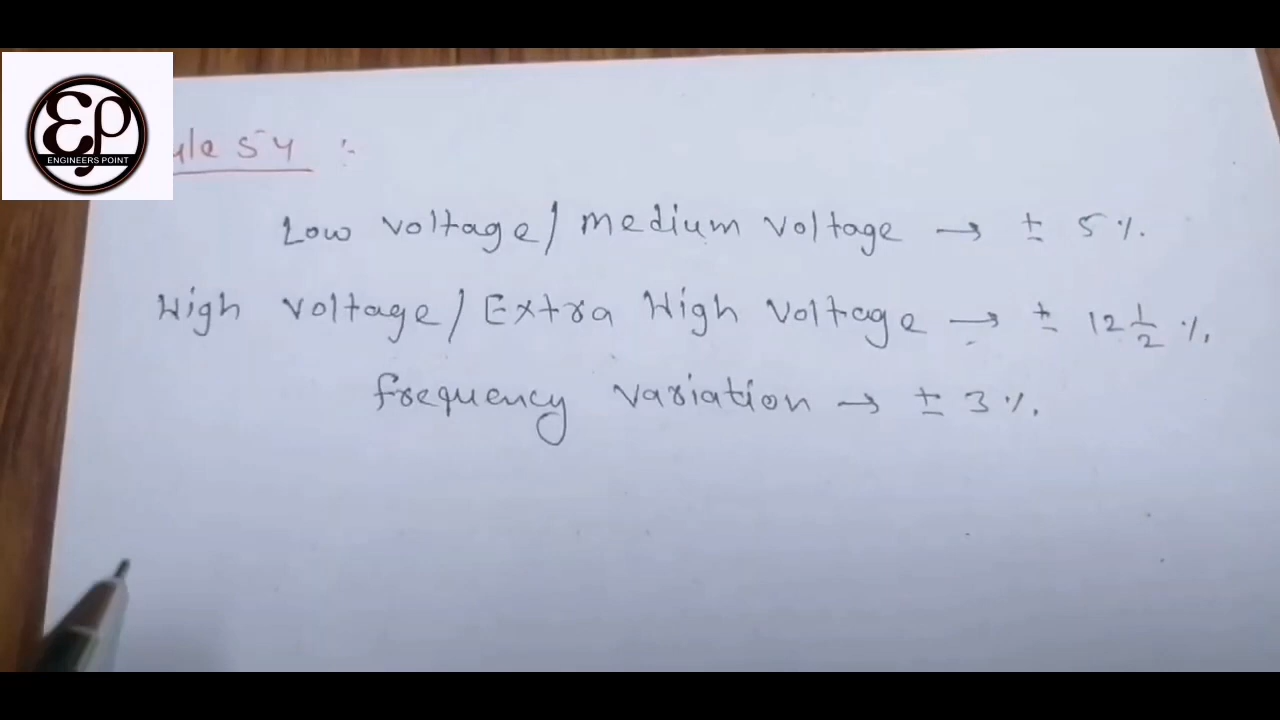 EP
ENGINEERS POINT
ule 54 :-
Low voltage/ medium voltage → ± 5 %.
High voltage/ Extra High voltage → ± 12 1/2 %.
frequency variation → ± 3 %.